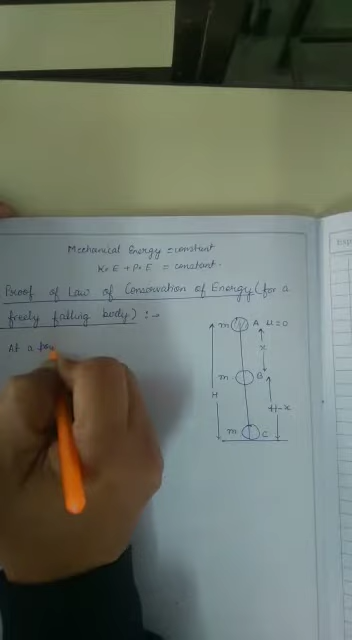 Mechanical Energy = constant
K.E + P.E = constant.
Proof of Law of Conservation of Energy (for a
freely falling body) :-
At a
m A u=0
x
m B
H H-x
m C